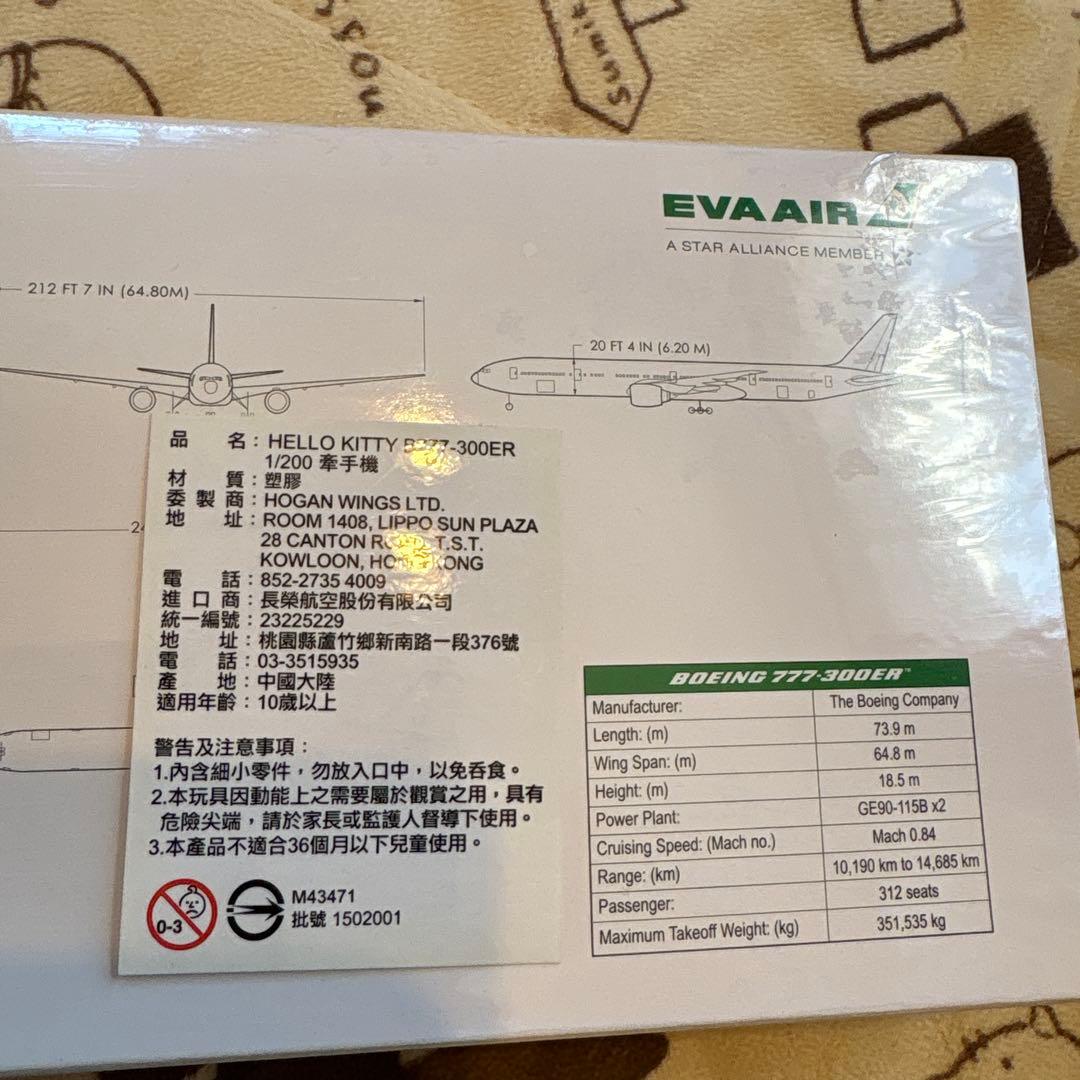 Summit
EVA AIR
A STAR ALLIANCE MEMBER
212 FT 7 IN (64.80M)
20 FT 4 IN (6.20 M)
品 名：HELLO KITTY B777-300ER
1/200 牽手機
材 質：塑膠
委 製 商：HOGAN WINGS LTD.
地 址：ROOM 1408, LIPPO SUN PLAZA
28 CANTON T.S.T.
KOWLOON, HONG KONG
電 話：852-2735 4009
進 口 商：長榮航空股份有限公司
統一編號：23225229
地 址：桃園縣蘆竹鄉新南路一段376號
電 話：03-3515935
產 地：中國大陸
適用年齡：10歲以上
警告及注意事項：
1.內含細小零件，勿放入口中，以免吞食。
2.本玩具因動能上之需要屬於觀賞之用，具有
危險尖端，請於家長或監護人督導下使用。
3.本產品不適合36個月以下兒童使用。
0-3
M43471
批號 1502001
BOEING 777-300ER™
Manufacturer: The Boeing Company
Length: (m) 73.9 m
Wing Span: (m) 64.8 m
Height: (m) 18.5 m
Power Plant: GE90-115B x2
Cruising Speed: (Mach no.) Mach 0.84
Range: (km) 10,190 km to 14,685 km
Passenger: 312 seats
Maximum Takeoff Weight: (kg) 351,535 kg